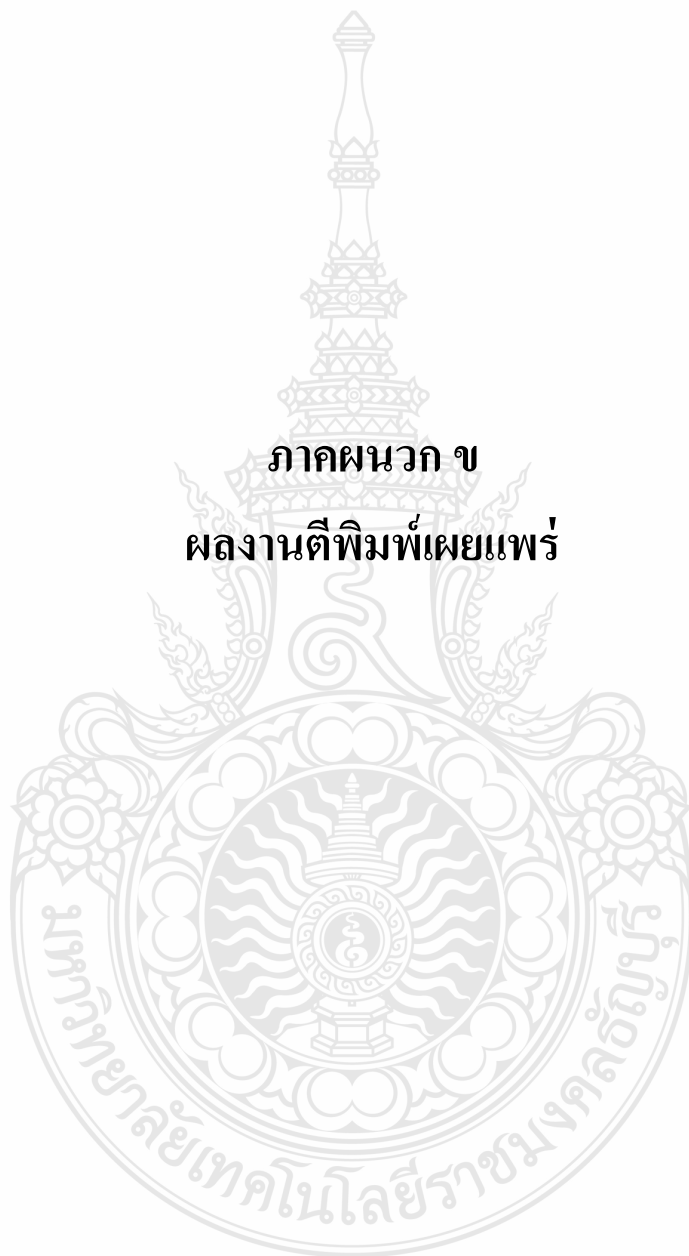 ภาคผนวก ข
ผลงานตีพิมพ์เผยแพร่
มหาวิทยาลัยเทคโนโลยีราชมงคลธัญบุรี